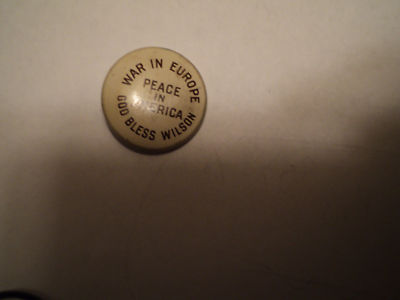 WAR IN EUROPE
PEACE
IN
AMERICA
GOD BLESS WILSON